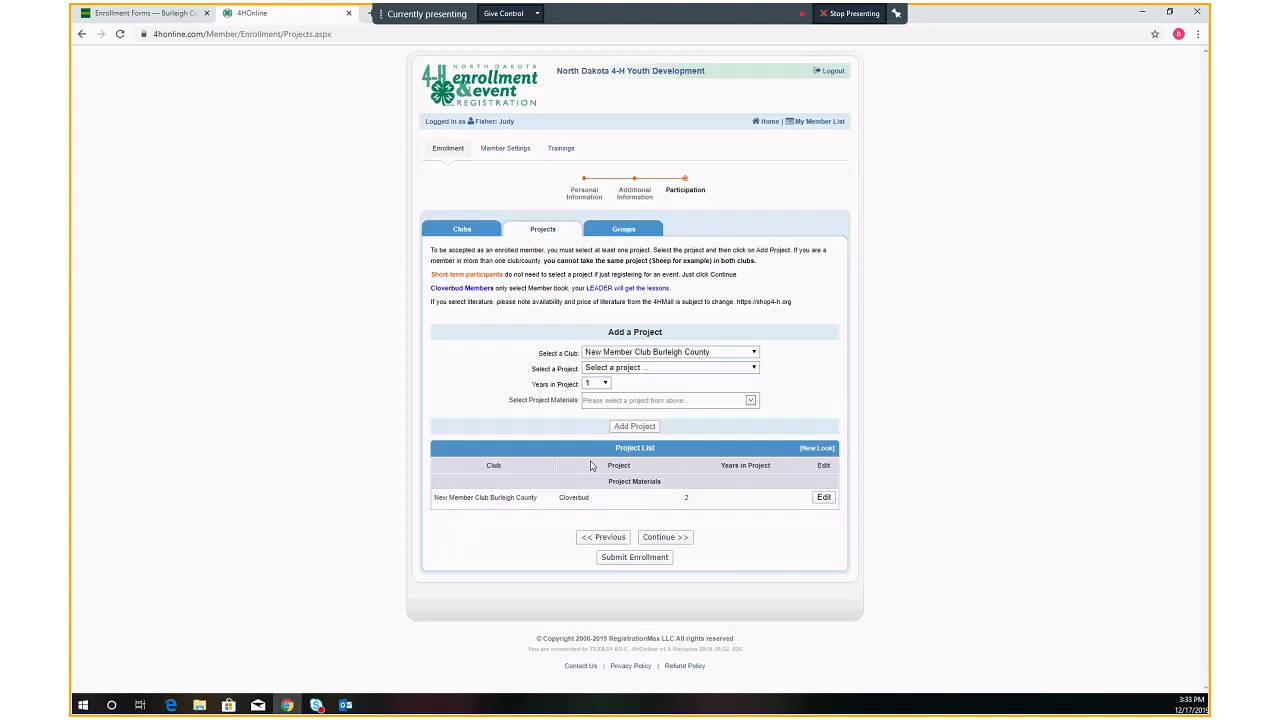 Enrollment Forms — Burleigh Co
4HOnline
Currently presenting
Give Control
Stop Presenting
4honline.com/Member/Enrollment/Projects.aspx
NORTH DAKOTA
4-H enrollment
& event
REGISTRATION
North Dakota 4-H Youth Development
Logout
Logged in as Fisher: Judy
Home | My Member List
Enrollment
Member Settings
Trainings
Personal Information
Additional Information
Participation
Clubs
Projects
Groups
To be accepted as an enrolled member, you must select at least one project. Select the project and then click on Add Project. If you are a
member in more than one club/county, you cannot take the same project (Sheep for example) in both clubs.
Short-term participants do not need to select a project if just registering for an event. Just click Continue.
Cloverbud Members only select Member book, your LEADER will get the lessons.
If you select literature, please note availability and price of literature from the 4HMall is subject to change. https://shop4-h.org
Add a Project
Select a Club: New Member Club Burleigh County
Select a Project: Select a project ...
Years in Project: 1
Select Project Materials: Please select a project from above...
Add Project
Project List
[New Look]
Club Project Years in Project Edit
Project Materials
New Member Club Burleigh County Cloverbud 2 Edit
<< Previous
Continue >>
Submit Enrollment
© Copyright 2006-2019 RegistrationMax LLC All rights reserved
Contact Us | Privacy Policy | Refund Policy
3:33 PM
12/17/2019